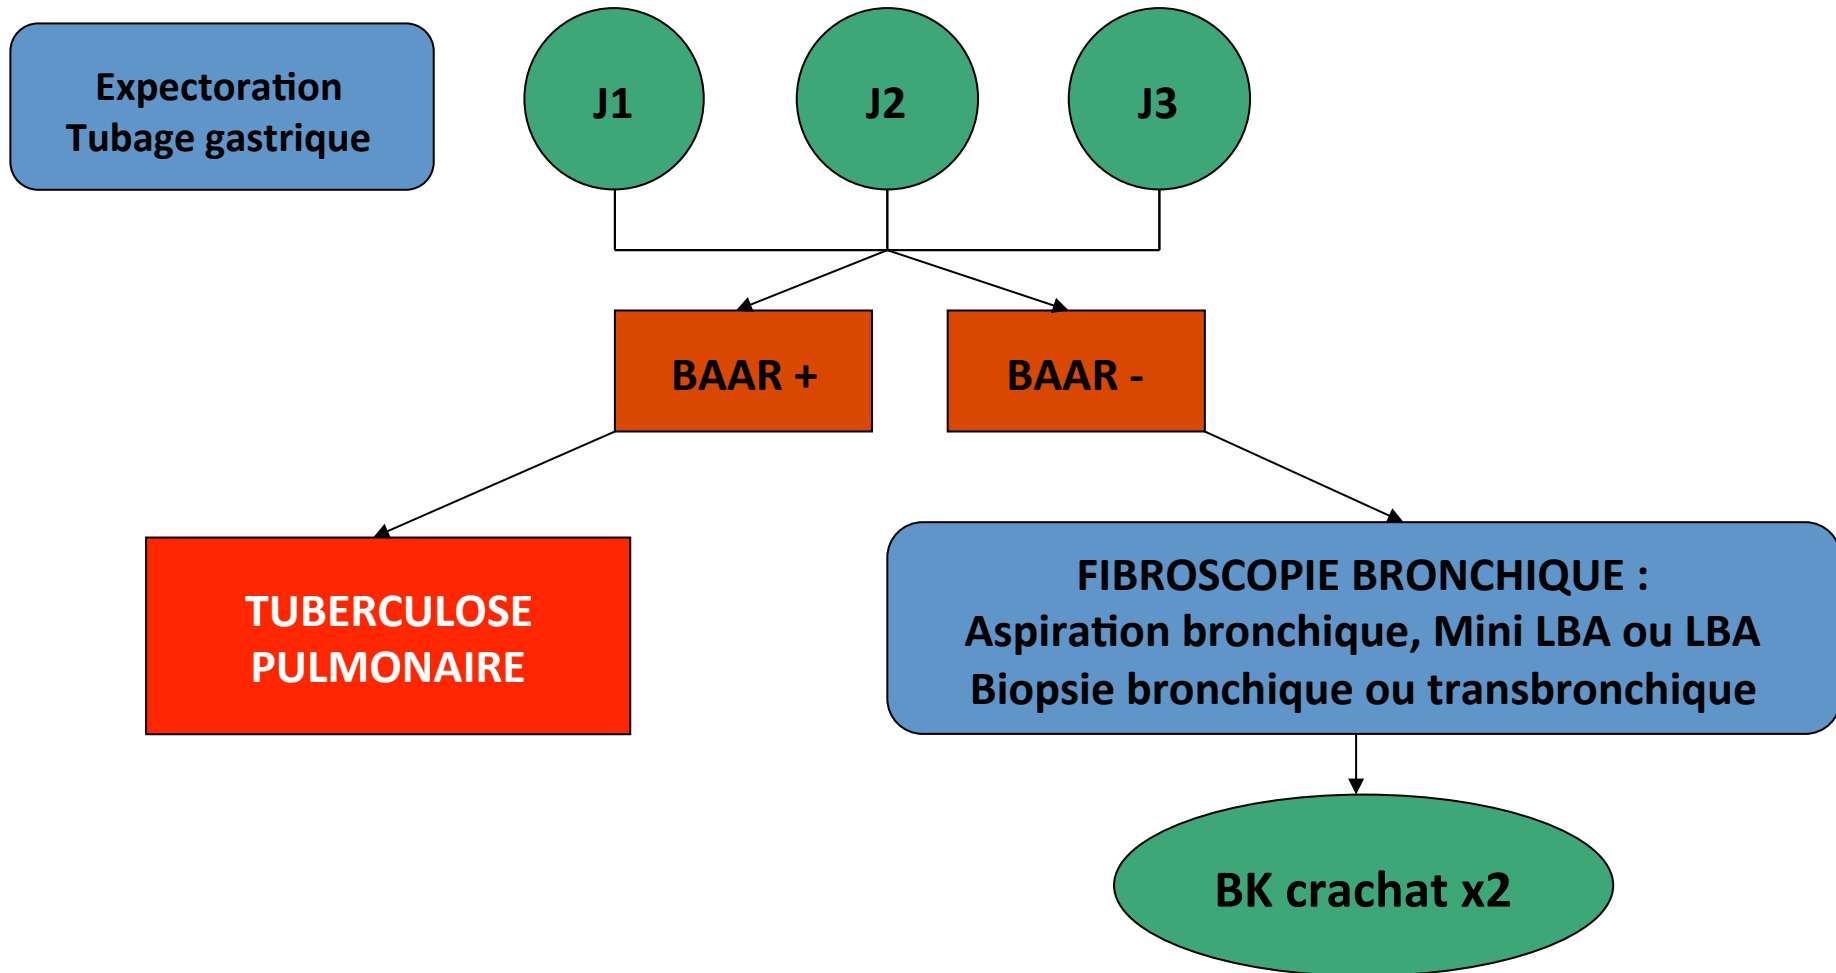 Expectoration
Tubage gastrique
J1
J2
J3
BAAR +
BAAR -
TUBERCULOSE
PULMONAIRE
FIBROSCOPIE BRONCHIQUE :
Aspiration bronchique, Mini LBA ou LBA
Biopsie bronchique ou transbronchique
BK crachat x2